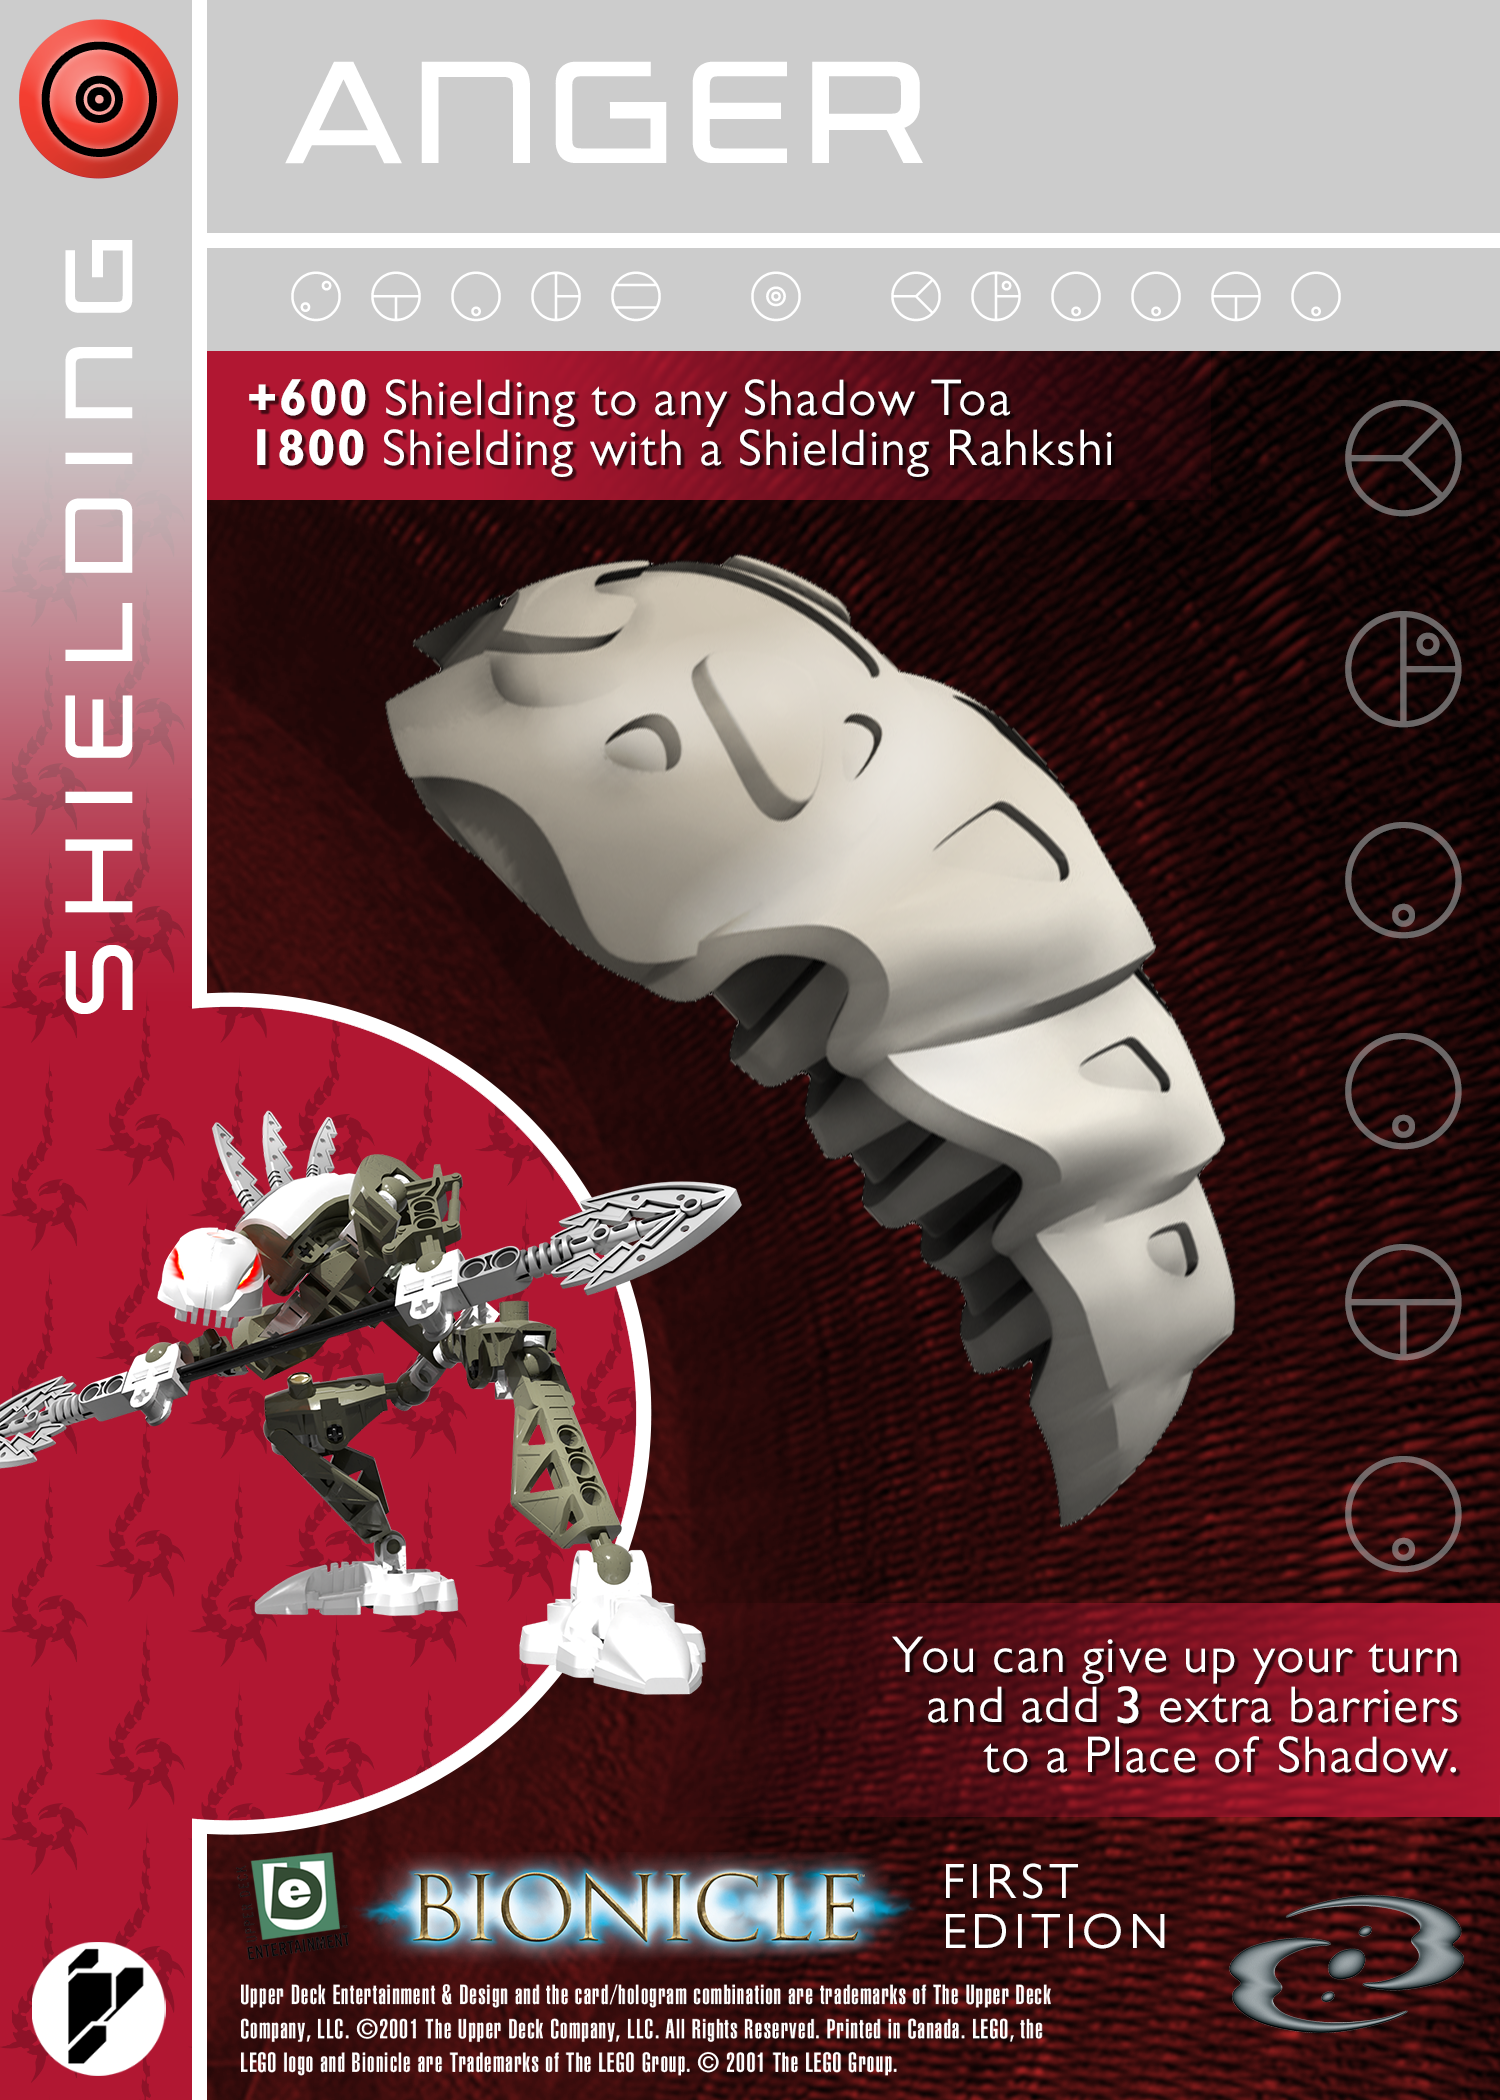 ANGER
SHIELDING
+600 Shielding to any Shadow Toa
1800 Shielding with a Shielding Rahkshi
You can give up your turn
and add 3 extra barriers
to a Place of Shadow.
e
ENTERTAINMENT
BIONICLE
FIRST
EDITION
Upper Deck Entertainment & Design and the card/hologram combination are trademarks of The Upper Deck
Company, LLC. ©2001 The Upper Deck Company, LLC. All Rights Reserved. Printed in Canada. LEGO, the
LEGO logo and Bionicle are Trademarks of The LEGO Group. © 2001 The LEGO Group.